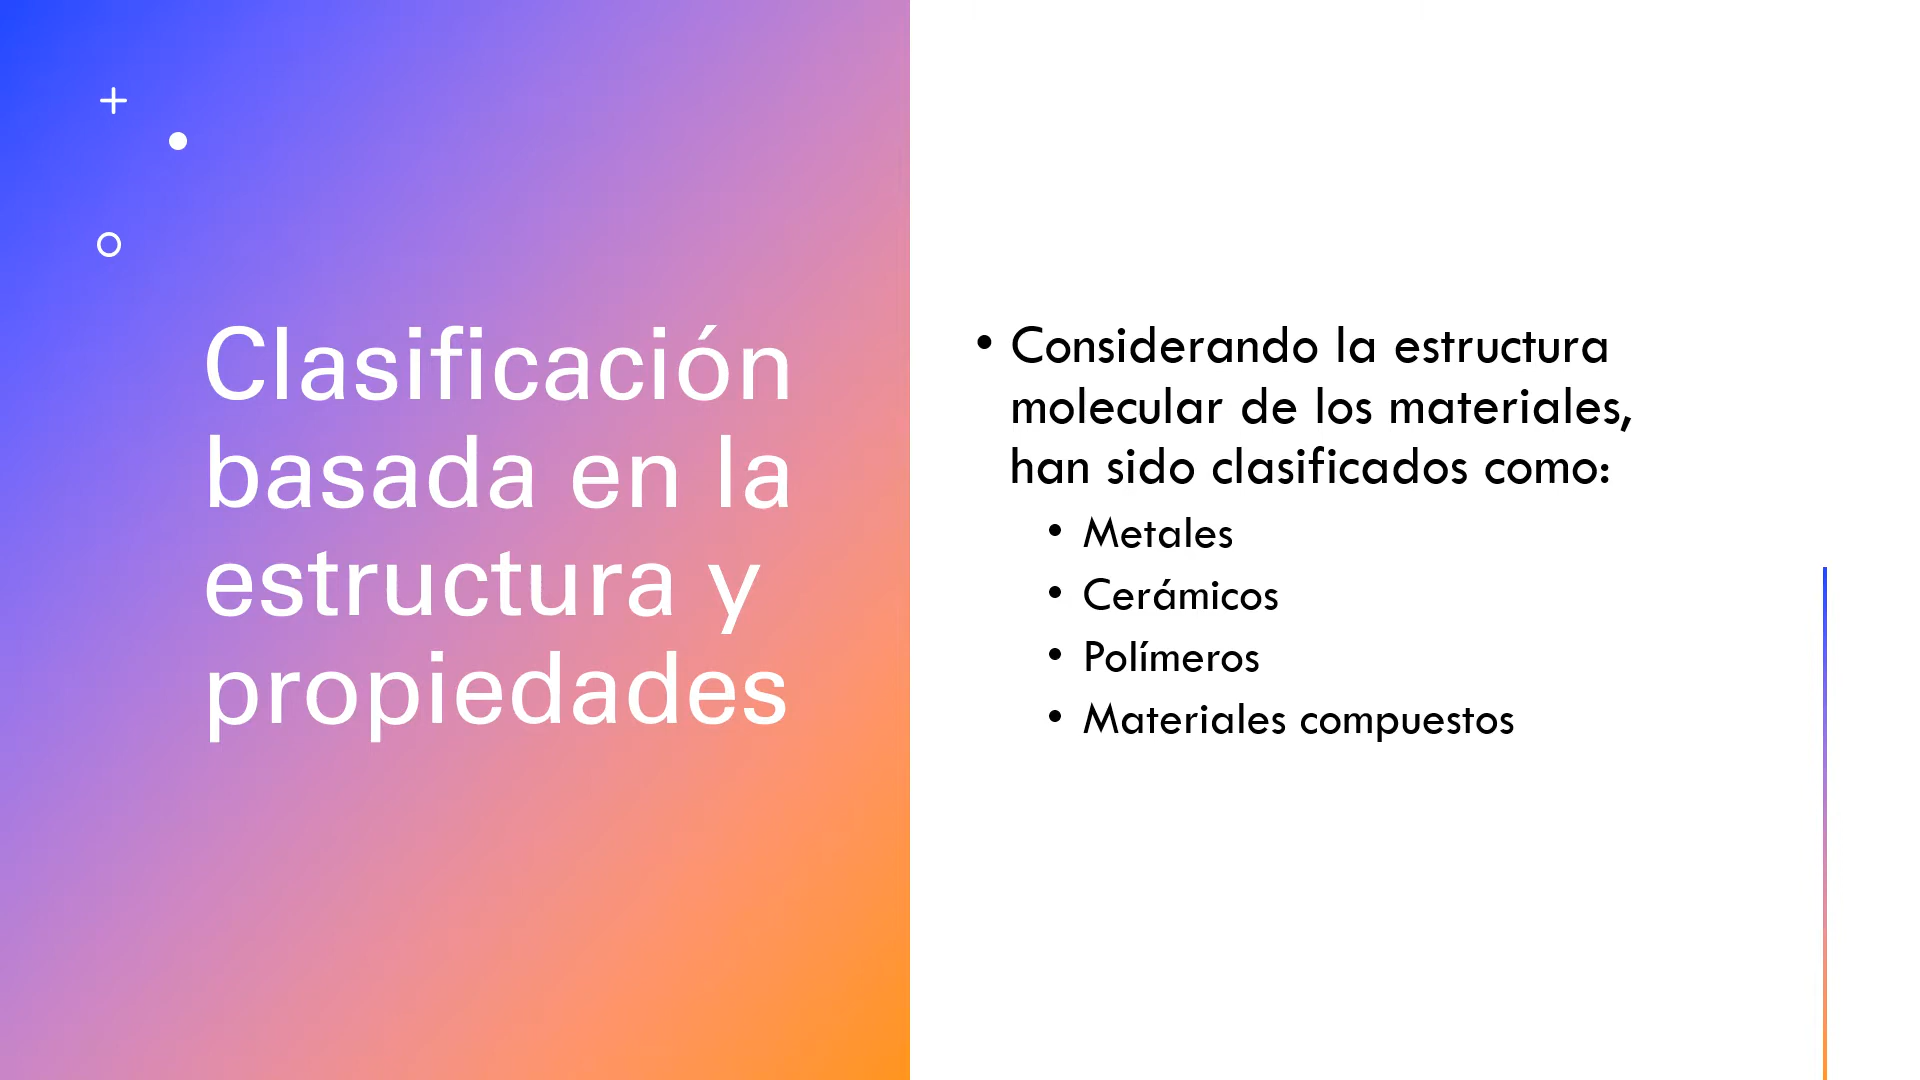 Clasificación
basada en la
estructura y
propiedades
• Considerando la estructura
molecular de los materiales,
han sido clasificados como:
• Metales
• Cerámicos
• Polímeros
• Materiales compuestos